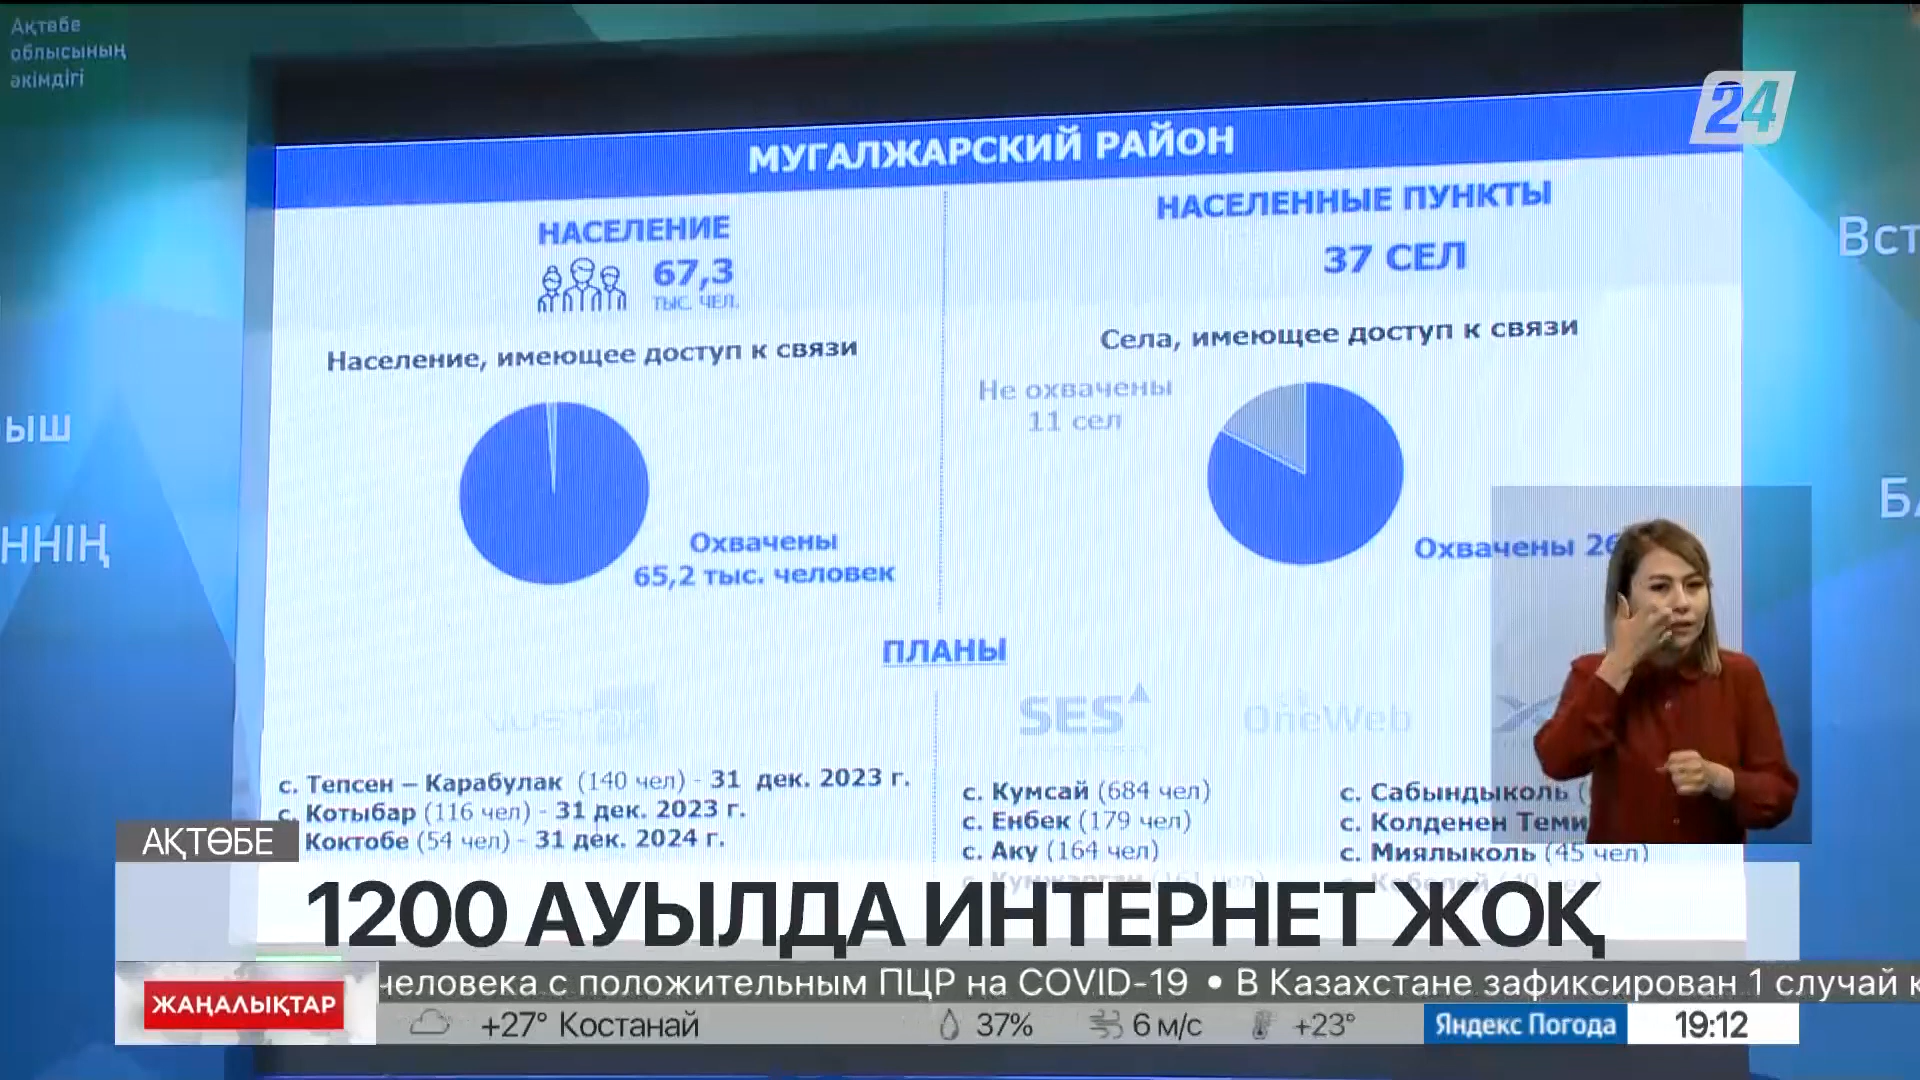 Ақтөбе
облысының
әкімдігі
24
МУГАЛЖАРСКИЙ РАЙОН
НАСЕЛЕНИЕ
67,3
ТЫС. ЧЕЛ.
НАСЕЛЕННЫЕ ПУНКТЫ
37 СЕЛ
Вст
Население, имеющее доступ к связи
Села, имеющее доступ к связи
Не охвачены
11 сел
ЫШ
ННІҢ
БА
Охвачены
65,2 тыс. человек
Охвачены 26
ПЛАНЫ
SES
OneWeb
с. Тепсен – Карабулак (140 чел) - 31 дек. 2023 г.
с. Котыбар (116 чел) - 31 дек. 2023 г.
Коктобе (54 чел) - 31 дек. 2024 г.
с. Кумсай (684 чел)
с. Енбек (179 чел)
с. Аку (164 чел)
с. Кумжарган (161 чел)
с. Сабындыколь (
с. Колденен Теми
с. Миялыколь (45 чел)
АҚТӨБЕ
1200 АУЫЛДА ИНТЕРНЕТ ЖОҚ
ЖАҢАЛЫҚТАР
человека с положительным ПЦР на COVID-19 • В Казахстане зафиксирован 1 случай к
+27° Костанай 37% 6 м/с +23° Яндекс Погода 19:12